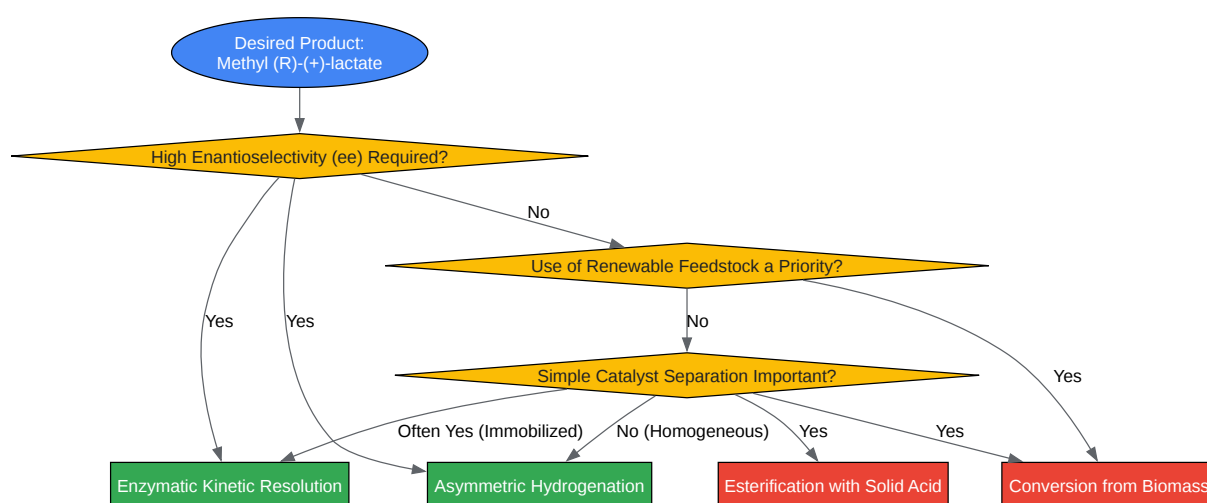 Desired Product:
Methyl (R)-(+)-lactate
High Enantioselectivity (ee) Required?
No
Use of Renewable Feedstock a Priority?
Yes
Yes
No
Simple Catalyst Separation Important?
Yes
Often Yes (Immobilized)
No (Homogeneous)
Yes
Yes
Enzymatic Kinetic Resolution
Asymmetric Hydrogenation
Esterification with Solid Acid
Conversion from Biomass